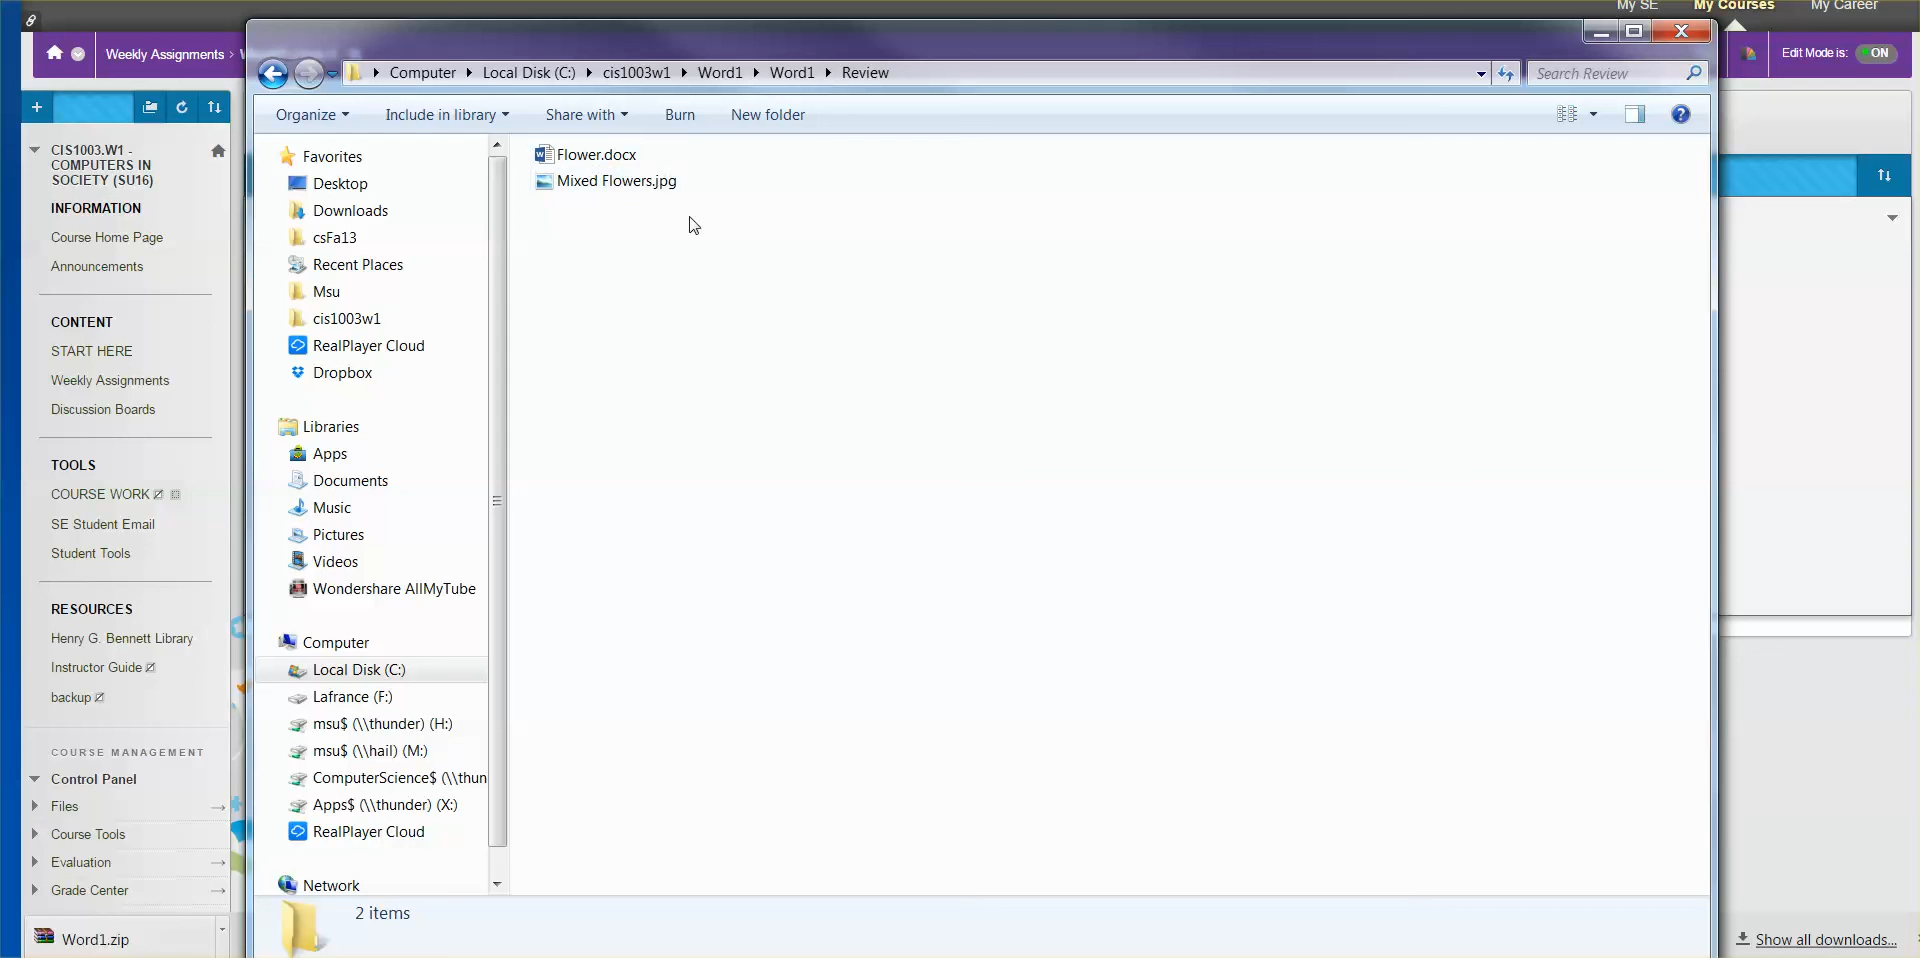 My SE
My Courses
My Career
Weekly Assignments
Edit Mode is:
ON
Computer
Local Disk (C:)
cis1003w1
Word1
Word1
Review
Search Review
Organize
Include in library
Share with
Burn
New folder
CIS1003.W1 -
COMPUTERS IN
SOCIETY (SU16)
INFORMATION
Course Home Page
Announcements
CONTENT
START HERE
Weekly Assignments
Discussion Boards
TOOLS
COURSE WORK
SE Student Email
Student Tools
RESOURCES
Henry G. Bennett Library
Instructor Guide
backup
COURSE MANAGEMENT
Control Panel
Files
Course Tools
Evaluation
Grade Center
Word1.zip
Favorites
Desktop
Downloads
csFa13
Recent Places
Msu
cis1003w1
RealPlayer Cloud
Dropbox
Libraries
Apps
Documents
Music
Pictures
Videos
Wondershare AllMyTube
Computer
Local Disk (C:)
Lafrance (F:)
msu$ (\\thunder) (H:)
msu$ (\\hail) (M:)
ComputerScience$ (\\thun
Apps$ (\\thunder) (X:)
RealPlayer Cloud
Network
Flower.docx
Mixed Flowers.jpg
2 items
Show all downloads...